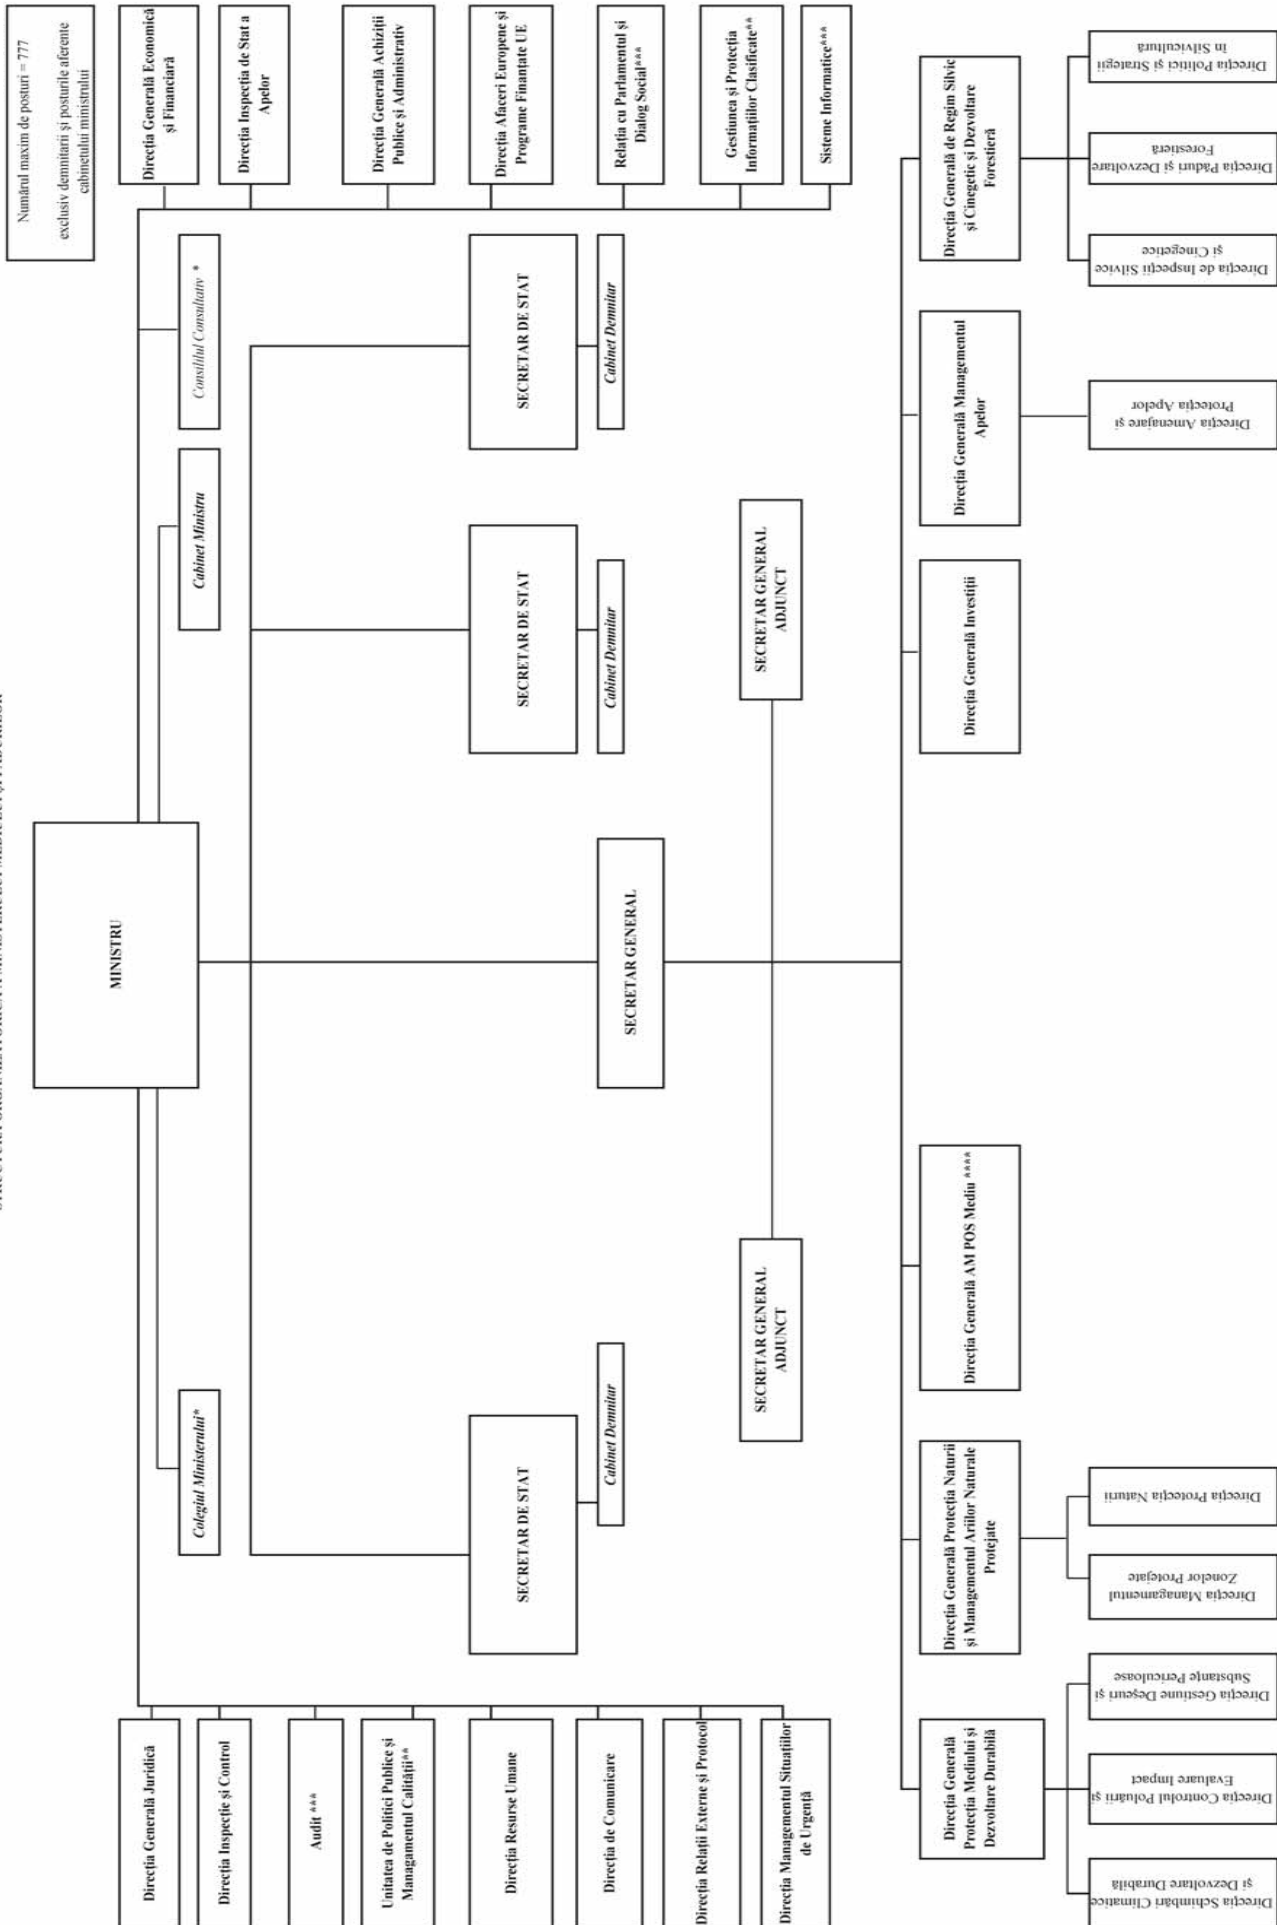 Numărul maxim de posturi = 777
exclusiv demnitarii și posturile aferente
cabinetului ministrului
MINISTRU
Colegiul Ministerului*
Cabinet Ministru
Consiliul Consultativ *
Direcția Generală Juridică
Direcția Inspecție și Control
Audit ***
Unitatea de Politici Publice și
Managamentul Calității**
Direcția Resurse Umane
Direcția de Comunicare
Direcția Relații Externe și Protocol
Direcția Managementul Situațiilor
de Urgență
Direcția Generală Economică
și Financiară
Direcția Inspecția de Stat a
Apelor
Direcția Generală Achiziții
Publice și Administrativ
Direcția Afaceri Europene și
Programe Finanțate UE
Relația cu Parlamentul și
Dialog Social***
Gestiunea și Protecția
Informațiilor Clasificate**
Sisteme Informatice***
SECRETAR DE STAT
Cabinet Demnitar
SECRETAR DE STAT
Cabinet Demnitar
SECRETAR DE STAT
Cabinet Demnitar
SECRETAR GENERAL
SECRETAR GENERAL
ADJUNCT
SECRETAR GENERAL
ADJUNCT
Direcția Generală
Protecția Mediului și
Dezvoltare Durabilă
Direcția Generală Protecția Naturii
și Managementul Ariilor Naturale
Protejate
Direcția Generală AM POS Mediu ****
Direcția Generală Investiții
Direcția Generală Managementul
Apelor
Direcția Generală de Regim Silvic
și Cinegetic și Dezvoltare
Forestieră
Direcția Schimbări Climatice
și Dezvoltare Durabilă
Direcția Controlul Poluării și
Evaluare Impact
Direcția Gestiune Deșeuri și
Substanțe Periculoase
Direcția Managamentul
Zonelor Protejate
Direcția Protecția Naturii
Direcția Amenajare și
Protecția Apelor
Direcția de Inspecții Silvice
și Cinegetice
Direcția Păduri și Dezvoltare
Forestieră
Direcția Politici și Strategii
în Silvicultură